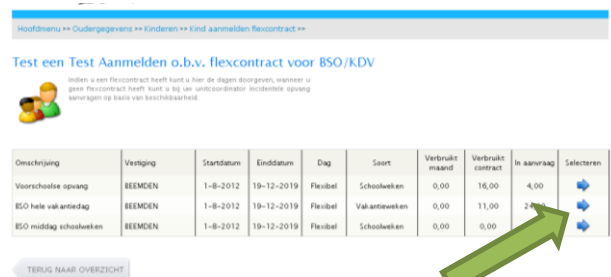 Hoofdmenu ↔ Oudergegevens ↔ Kinderen ↔ Kind aanmelden flexcontract ↔
Test een Test Aanmelden o.b.v. flexcontract voor BSO/KDV
Indien u een flexcontract heeft kunt u hier de dagen doorgeven, wanneer u
geen flexcontract heeft kunt u bij uw unitcoordinator incidentele opvang
aanvragen op basis van beschikbaarheid.
Omschrijving Vestiging Startdatum Einddatum Dag Soort Verbruikt maand Verbruikt contract In aanvraag Selecteren
Voorschoolse opvang BEEMDEN 1-8-2012 19-12-2019 Flexibel Schoolweken 0,00 16,00 4,00
BSO hele vakantiedag BEEMDEN 1-8-2012 19-12-2019 Flexibel Vakantieweken 0,00 11,00
BSO middag schoolweken BEEMDEN 1-8-2012 19-12-2019 Flexibel Schoolweken 0,00 0,00
TERUG NAAR OVERZICHT